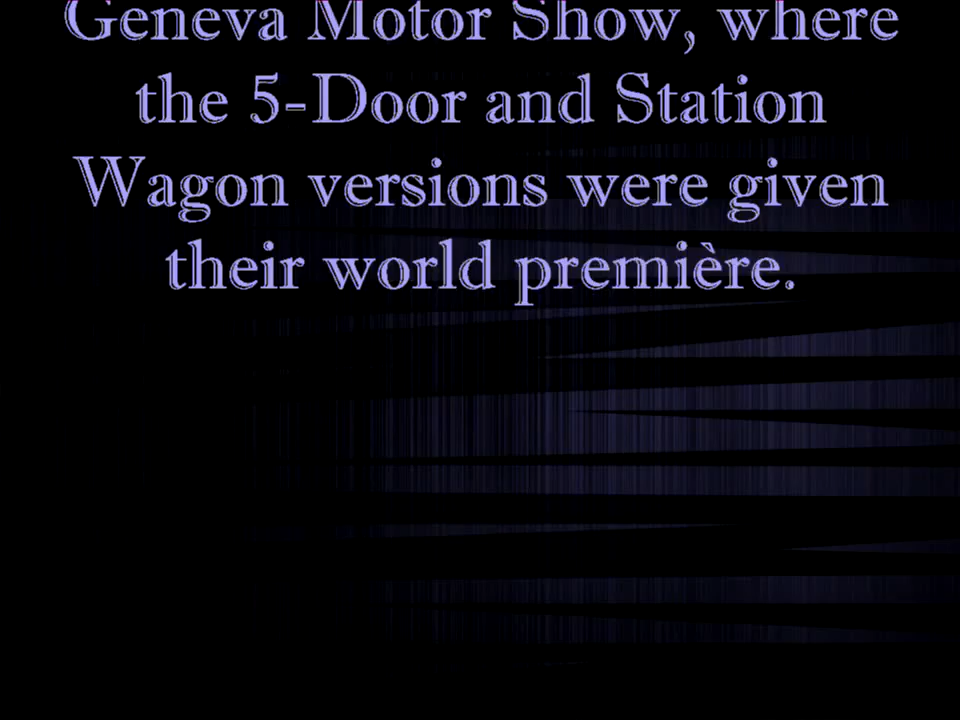 Geneva Motor Show, where
the 5-Door and Station
Wagon versions were given
their world première.